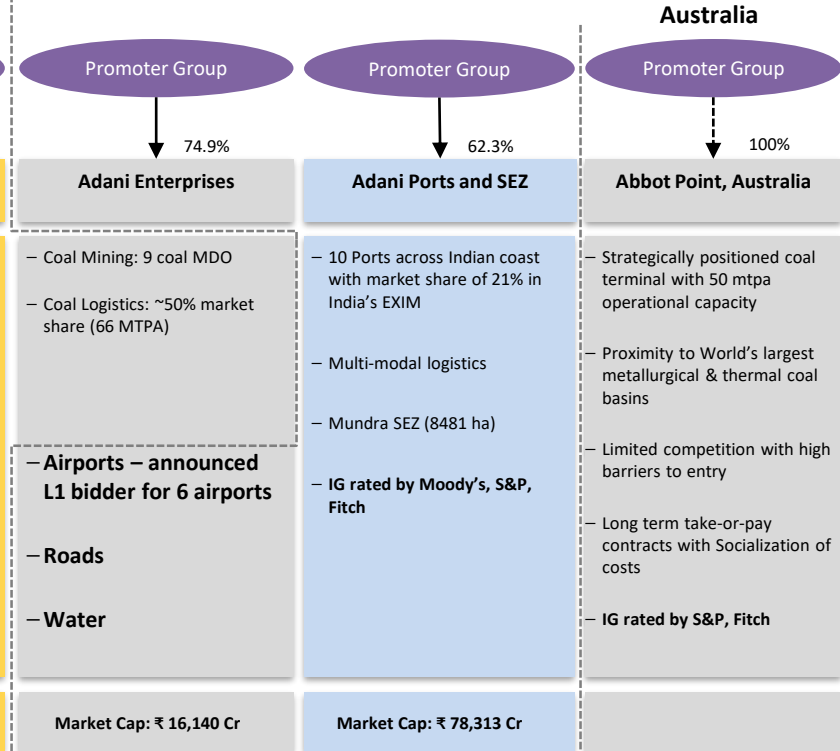 Australia
Promoter Group
Promoter Group
Promoter Group
74.9%
62.3%
100%
Adani Enterprises
Adani Ports and SEZ
Abbot Point, Australia
– Coal Mining: 9 coal MDO
– Coal Logistics: ~50% market
share (66 MTPA)
– Airports – announced
L1 bidder for 6 airports
– Roads
– Water
– 10 Ports across Indian coast
with market share of 21% in
India’s EXIM
– Multi-modal logistics
– Mundra SEZ (8481 ha)
– IG rated by Moody’s, S&P,
Fitch
– Strategically positioned coal
terminal with 50 mtpa
operational capacity
– Proximity to World’s largest
metallurgical & thermal coal
basins
– Limited competition with high
barriers to entry
– Long term take-or-pay
contracts with Socialization of
costs
– IG rated by S&P, Fitch
Market Cap: ₹ 16,140 Cr
Market Cap: ₹ 78,313 Cr